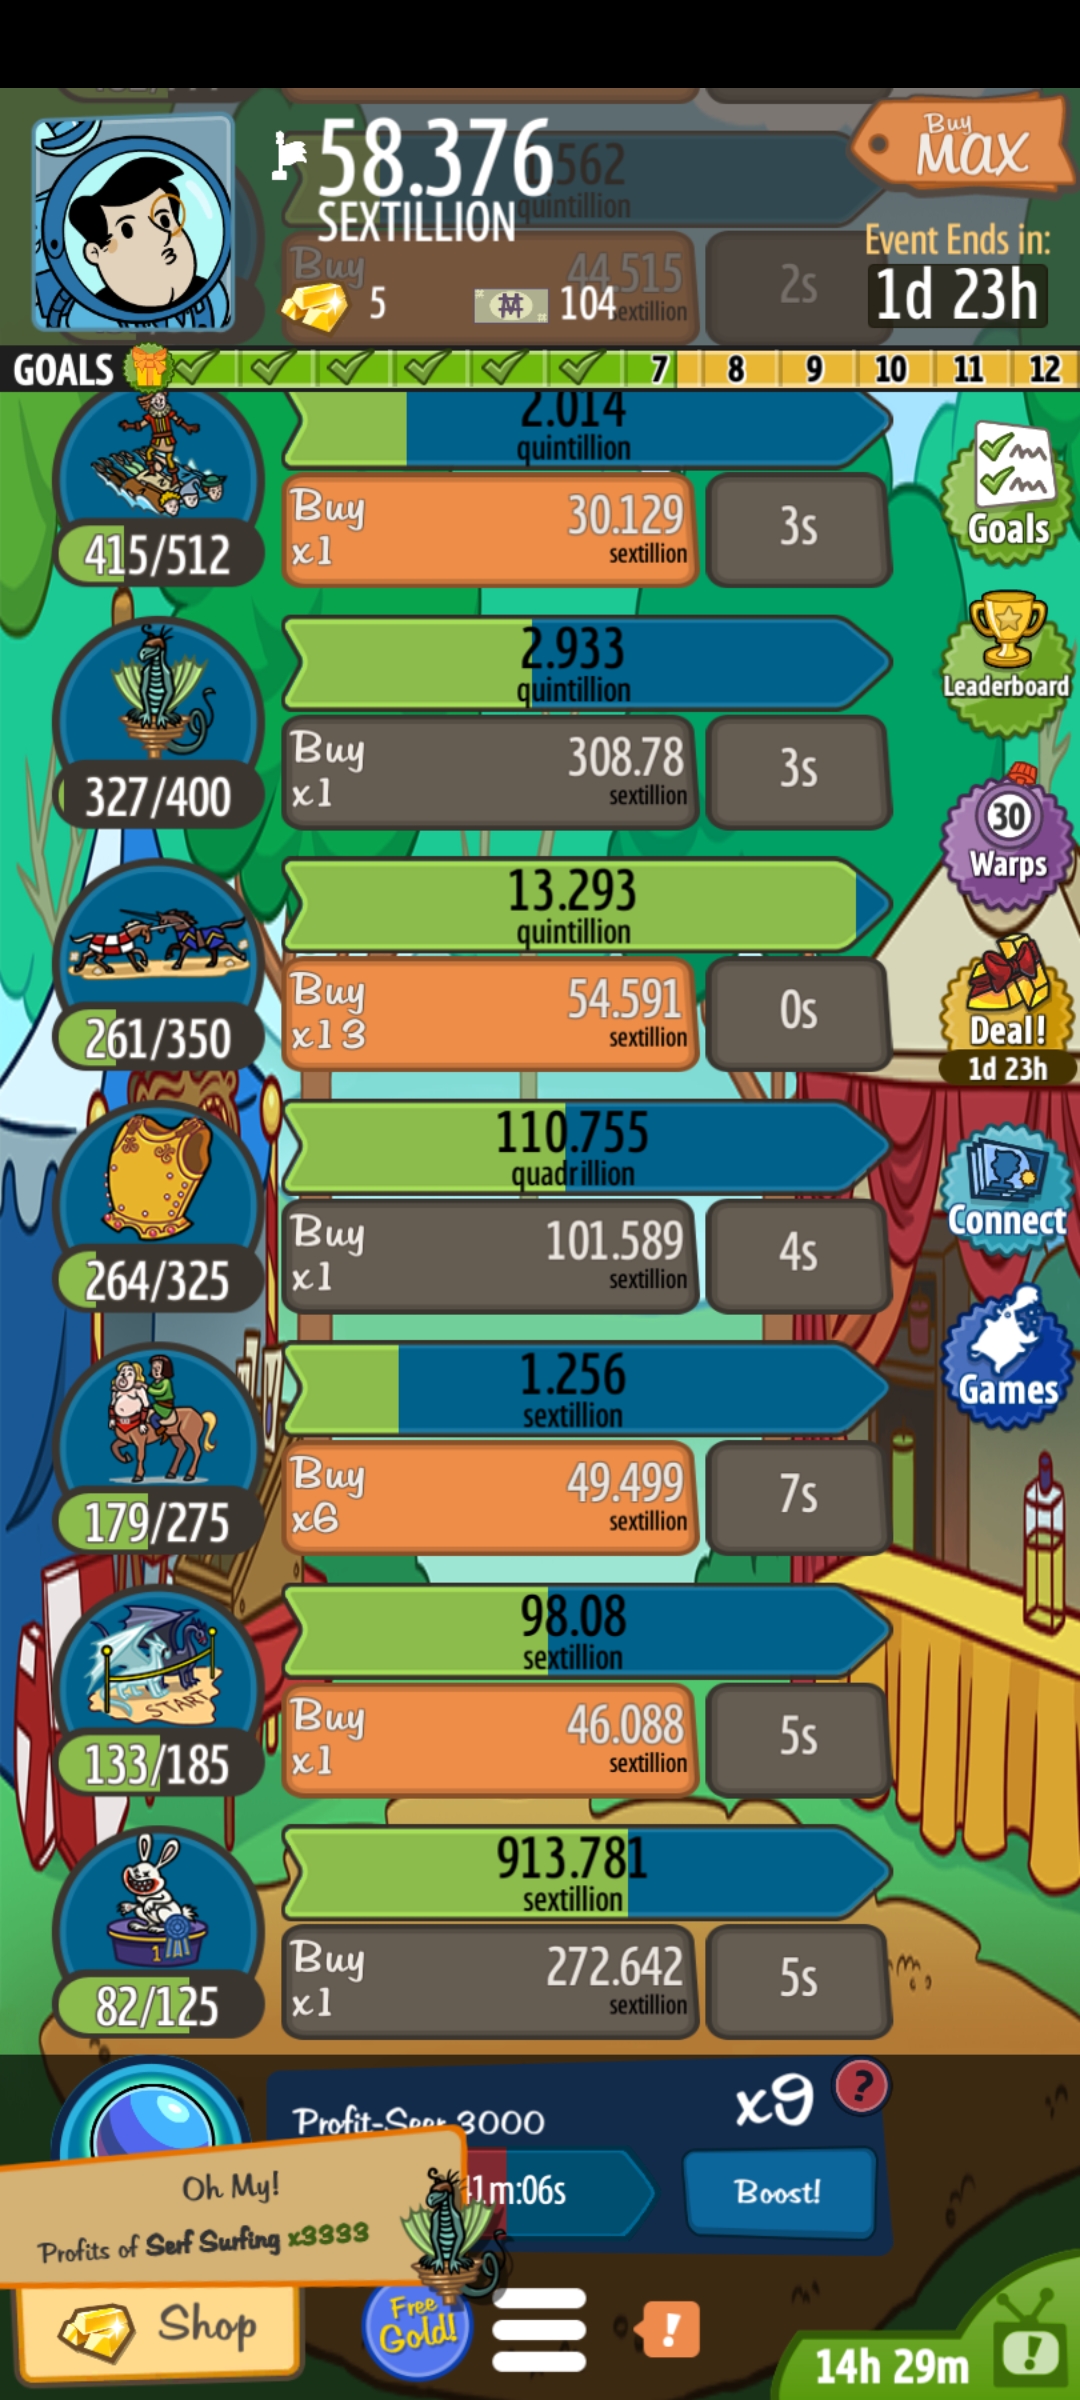 58.376
SEXTILLION
5
104
Buy
MAX
Event Ends in:
1d 23h
562
quintillion
Buy
44.515
sextillion
2s
GOALS
7
8
9
10
11
12
2.014
quintillion
415/512
Buy
x1
30.129
sextillion
3s
Goals
2.933
quintillion
327/400
Buy
x1
308.78
sextillion
3s
Leaderboard
13.293
quintillion
261/350
Buy
x13
54.591
sextillion
0s
30
Warps
Deal!
1d 23h
110.755
quadrillion
264/325
Buy
x1
101.589
sextillion
4s
Connect
1.256
sextillion
179/275
Buy
x6
49.499
sextillion
7s
Games
98.08
sextillion
START
133/185
Buy
x1
46.088
sextillion
5s
913.781
sextillion
1
82/125
Buy
x1
272.642
sextillion
5s
Profit-Seer 3000
x9
?
1m:06s
Boost!
Oh My!
Profits of Serf Surfing x3333
Shop
Free
Gold!
!
14h 29m
!